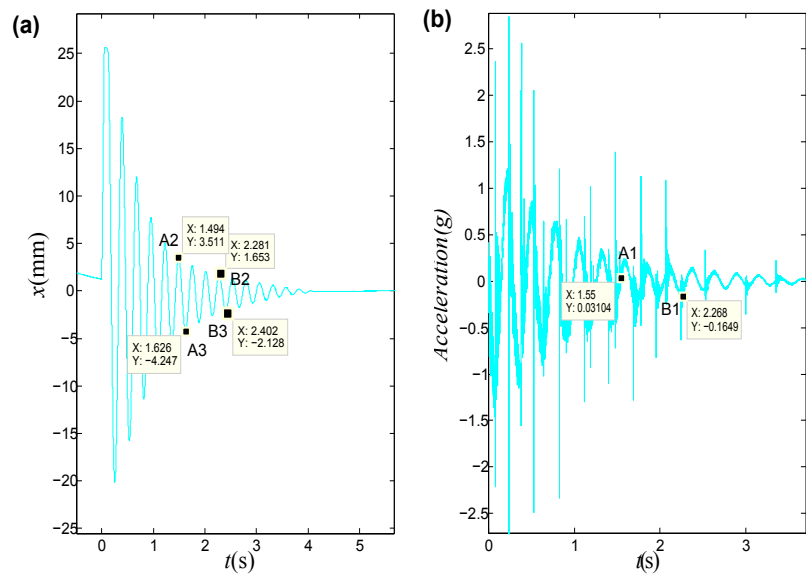 (a)
25
20
15
10
5
0
−5
−10
−15
−20
−25
x(mm)
0
1
2
3
4
5
t(s)
A2
X: 1.494
Y: 3.511
X: 2.281
Y: 1.653
B2
X: 1.626
Y: −4.247
A3
B3
X: 2.402
Y: −2.128
(b)
2.5
2
1.5
1
0.5
0
−0.5
−1
−1.5
−2
−2.5
Acceleration(g)
0
1
2
3
t(s)
A1
X: 1.55
Y: 0.03104
B1
X: 2.268
Y: −0.1649